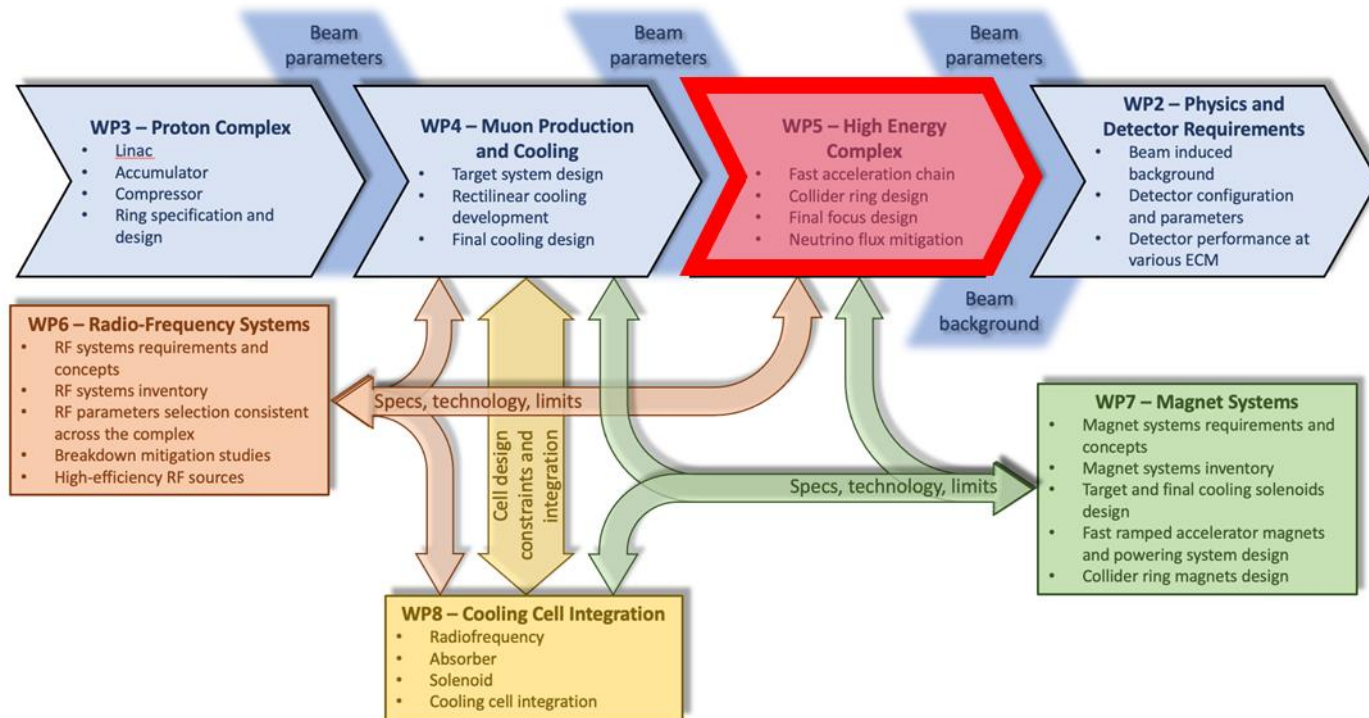 Beam
parameters
Beam
parameters
Beam
parameters
WP3 – Proton Complex
• Linac
• Accumulator
• Compressor
• Ring specification and
design
WP4 – Muon Production
and Cooling
• Target system design
• Rectilinear cooling
development
• Final cooling design
WP5 – High Energy
Complex
• Fast acceleration chain
• Collider ring design
• Final focus design
• Neutrino flux mitigation
WP2 – Physics and
Detector Requirements
• Beam induced
background
• Detector configuration
and parameters
• Detector performance at
various ECM
Beam
background
WP6 – Radio-Frequency Systems
• RF systems requirements and
concepts
• RF systems inventory
• RF parameters selection consistent
across the complex
• Breakdown mitigation studies
• High-efficiency RF sources
Specs, technology, limits
Cell design
constraints and
integration
Specs, technology, limits
WP7 – Magnet Systems
• Magnet systems requirements and
concepts
• Magnet systems inventory
• Target and final cooling solenoids
design
• Fast ramped accelerator magnets
and powering system design
• Collider ring magnets design
WP8 – Cooling Cell Integration
• Radiofrequency
• Absorber
• Solenoid
• Cooling cell integration